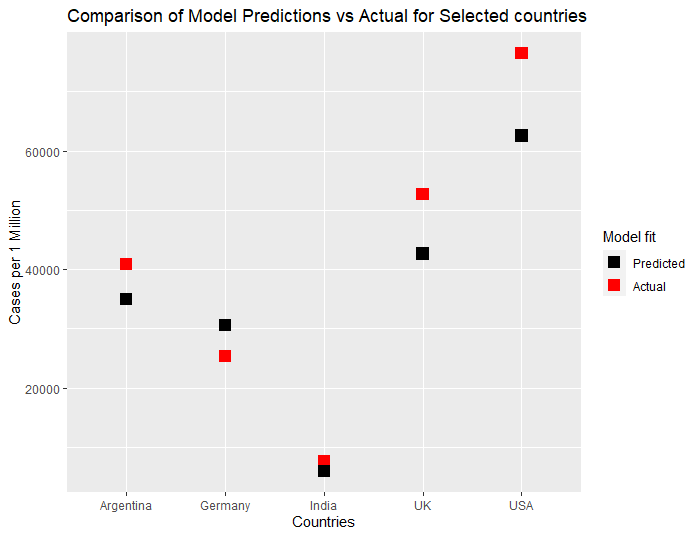 Comparison of Model Predictions vs Actual for Selected countries
Cases per 1 Million
60000
40000
20000
Argentina Germany India UK USA
Countries
Model fit
Predicted
Actual